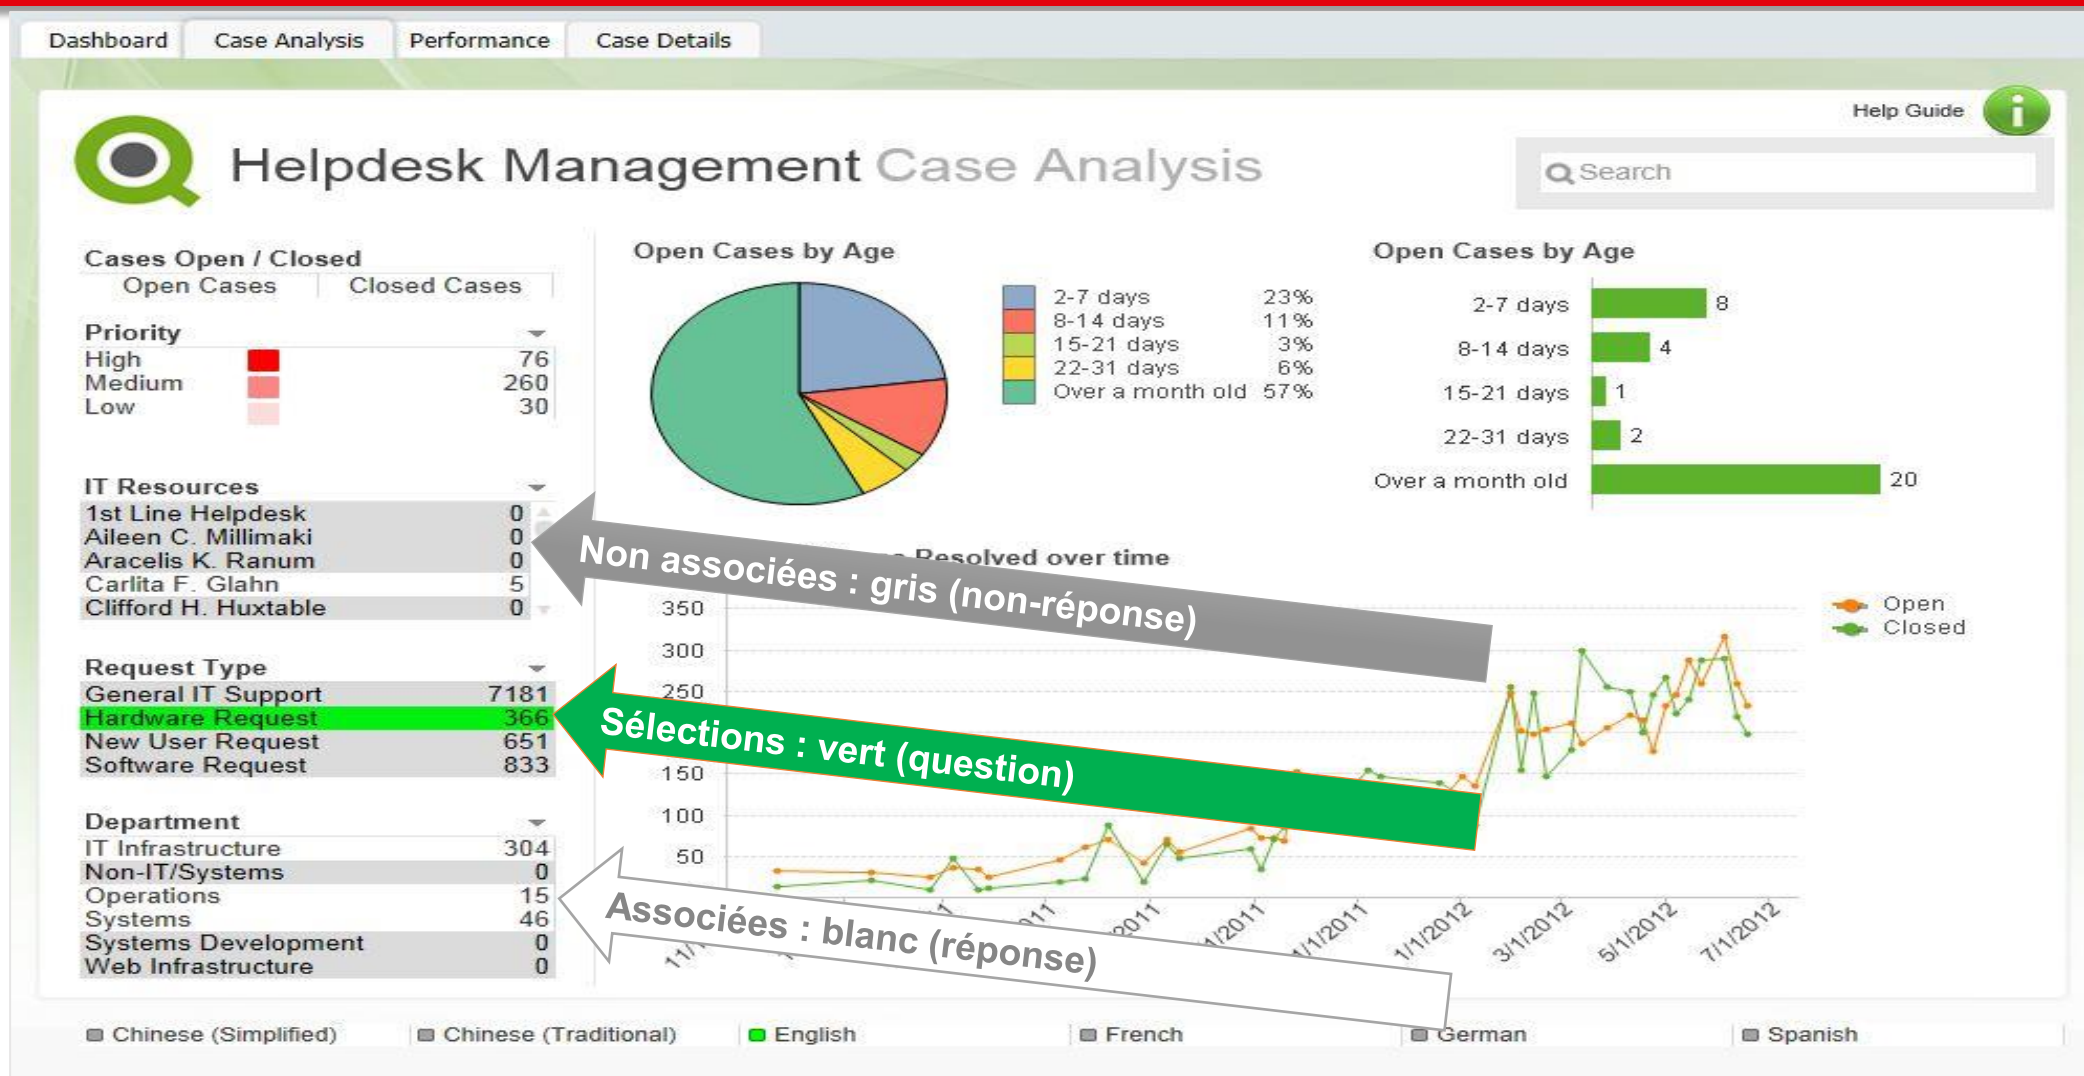 Dashboard Case Analysis Performance Case Details
Help Guide
Helpdesk Management Case Analysis
Search
Cases Open / Closed
Open Cases Closed Cases
Priority
High 76
Medium 260
Low 30
IT Resources
1st Line Helpdesk 0
Aileen C. Millimaki 0
Aracelis K. Ranum 0
Carlita F. Glahn 5
Clifford H. Huxtable 0
Request Type
General IT Support 7181
Hardware Request 366
New User Request 651
Software Request 833
Department
IT Infrastructure 304
Non-IT/Systems 0
Operations 15
Systems 46
Systems Development 0
Web Infrastructure 0
Open Cases by Age
2-7 days 23%
8-14 days 11%
15-21 days 3%
22-31 days 6%
Over a month old 57%
Open Cases by Age
2-7 days 8
8-14 days 4
15-21 days 1
22-31 days 2
Over a month old 20
Resolved over time
Non associées : gris (non-réponse)
Sélections : vert (question)
Associées : blanc (réponse)
Open
Closed
350
300
250
150
100
50
1/1/2012 3/1/2012 5/1/2012 7/1/2012
Chinese (Simplified) Chinese (Traditional) English French German Spanish